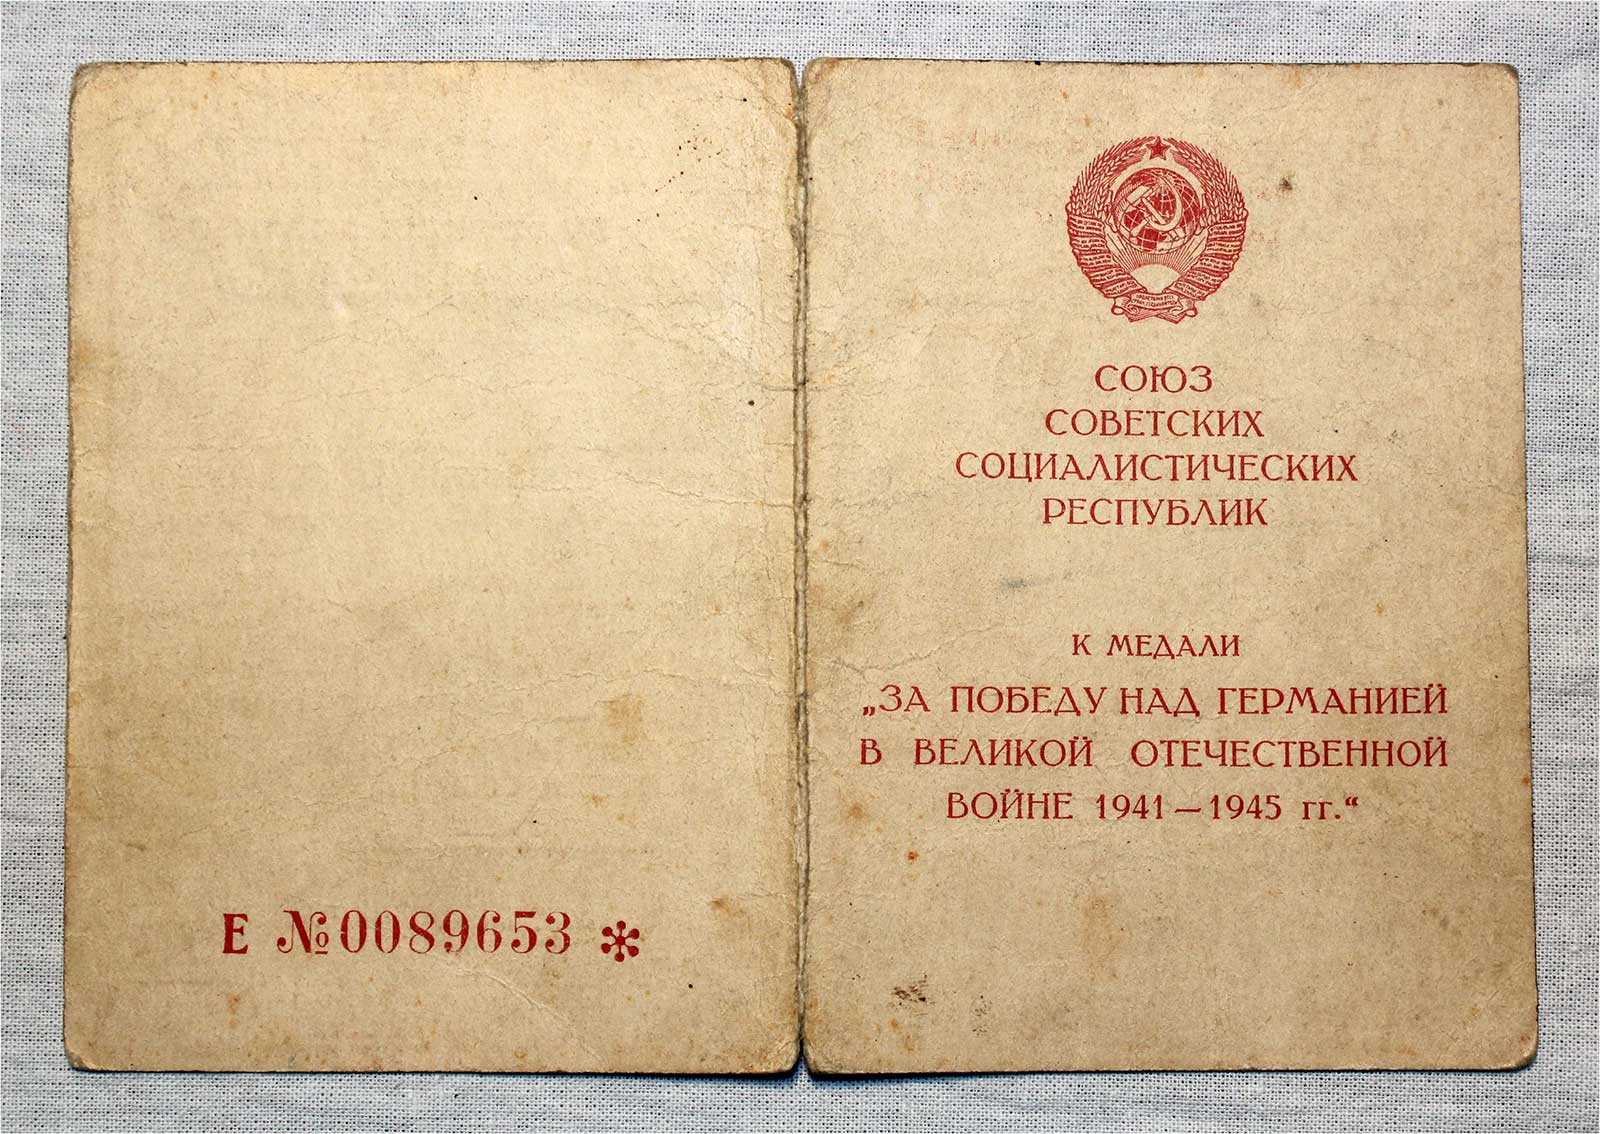 Е №0089653 *
СОЮЗ
СОВЕТСКИХ
СОЦИАЛИСТИЧЕСКИХ
РЕСПУБЛИК
К МЕДАЛИ
„ЗА ПОБЕДУ НАД ГЕРМАНИЕЙ
В ВЕЛИКОЙ ОТЕЧЕСТВЕННОЙ
ВОЙНЕ 1941—1945 гг.“